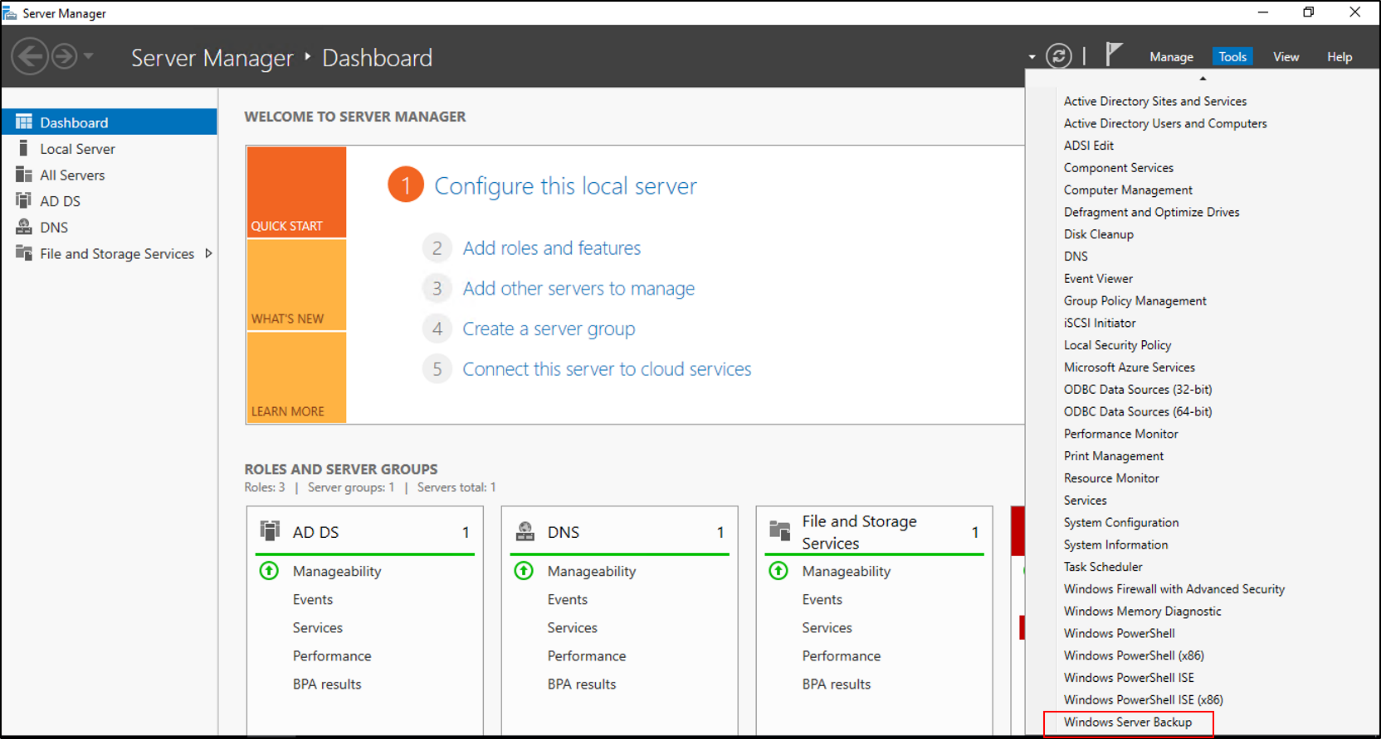 Server Manager
Server Manager ‣ Dashboard
Manage
Tools
View
Help
Dashboard
Local Server
All Servers
AD DS
DNS
File and Storage Services
WELCOME TO SERVER MANAGER
QUICK START
WHAT'S NEW
LEARN MORE
1 Configure this local server
2 Add roles and features
3 Add other servers to manage
4 Create a server group
5 Connect this server to cloud services
ROLES AND SERVER GROUPS
Roles: 3 | Server groups: 1 | Servers total: 1
AD DS 1
Manageability
Events
Services
Performance
BPA results
DNS 1
Manageability
Events
Services
Performance
BPA results
File and Storage
Services 1
Manageability
Events
Services
Performance
BPA results
Active Directory Sites and Services
Active Directory Users and Computers
ADSI Edit
Component Services
Computer Management
Defragment and Optimize Drives
Disk Cleanup
DNS
Event Viewer
Group Policy Management
iSCSI Initiator
Local Security Policy
Microsoft Azure Services
ODBC Data Sources (32-bit)
ODBC Data Sources (64-bit)
Performance Monitor
Print Management
Resource Monitor
Services
System Configuration
System Information
Task Scheduler
Windows Firewall with Advanced Security
Windows Memory Diagnostic
Windows PowerShell
Windows PowerShell (x86)
Windows PowerShell ISE
Windows PowerShell ISE (x86)
Windows Server Backup